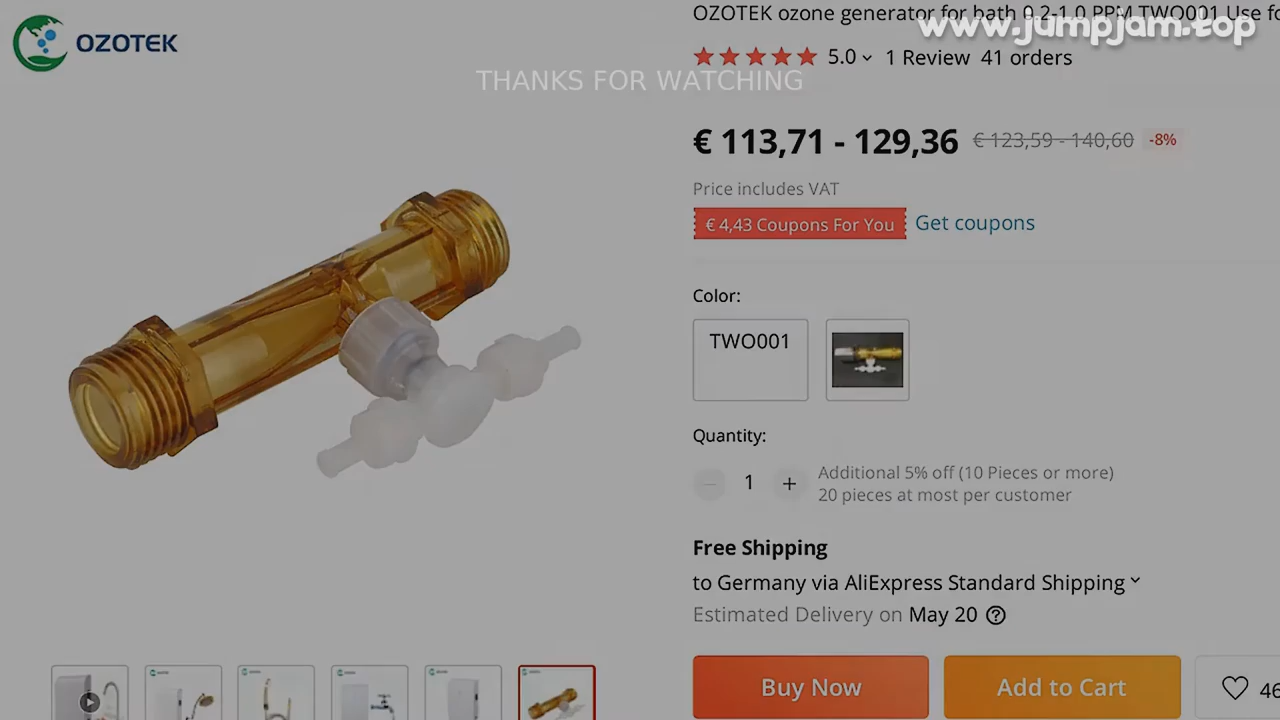 OZOTEK ozone generator for bath 0.2-1.0 PPM TWO001 Use fo
www.jumpjam.top
OZOTEK
5.0 1 Review 41 orders
THANKS FOR WATCHING
€ 113,71 - 129,36 € 123,59 - 140,60 -8%
Price includes VAT
€ 4,43 Coupons For You Get coupons
Color:
TWO001
Quantity:
1 + Additional 5% off (10 Pieces or more)
20 pieces at most per customer
Free Shipping
to Germany via AliExpress Standard Shipping
Estimated Delivery on May 20 ?
Buy Now Add to Cart 46